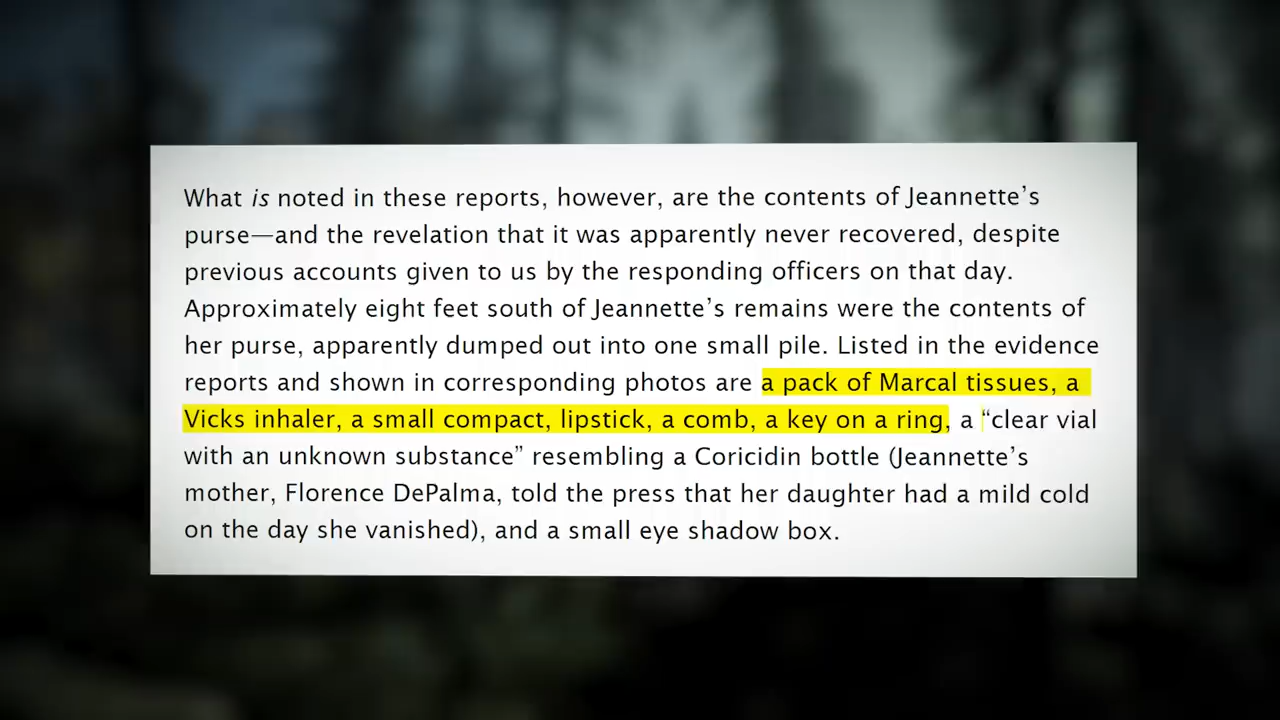 What is noted in these reports, however, are the contents of Jeannette’s
purse—and the revelation that it was apparently never recovered, despite
previous accounts given to us by the responding officers on that day.
Approximately eight feet south of Jeannette’s remains were the contents of
her purse, apparently dumped out into one small pile. Listed in the evidence
reports and shown in corresponding photos are a pack of Marcal tissues, a
Vicks inhaler, a small compact, lipstick, a comb, a key on a ring, a “clear vial
with an unknown substance” resembling a Coricidin bottle (Jeannette’s
mother, Florence DePalma, told the press that her daughter had a mild cold
on the day she vanished), and a small eye shadow box.